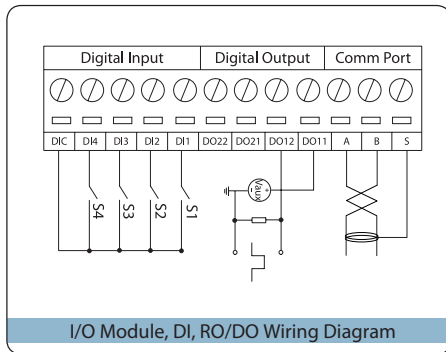 Digital Input Digital Output Comm Port
DIC DI4 DI3 DI2 DI1 DO22 DO21 DO12 DO11 A B S
S4 S3 S2 S1
Vaux
I/O Module, DI, RO/DO Wiring Diagram